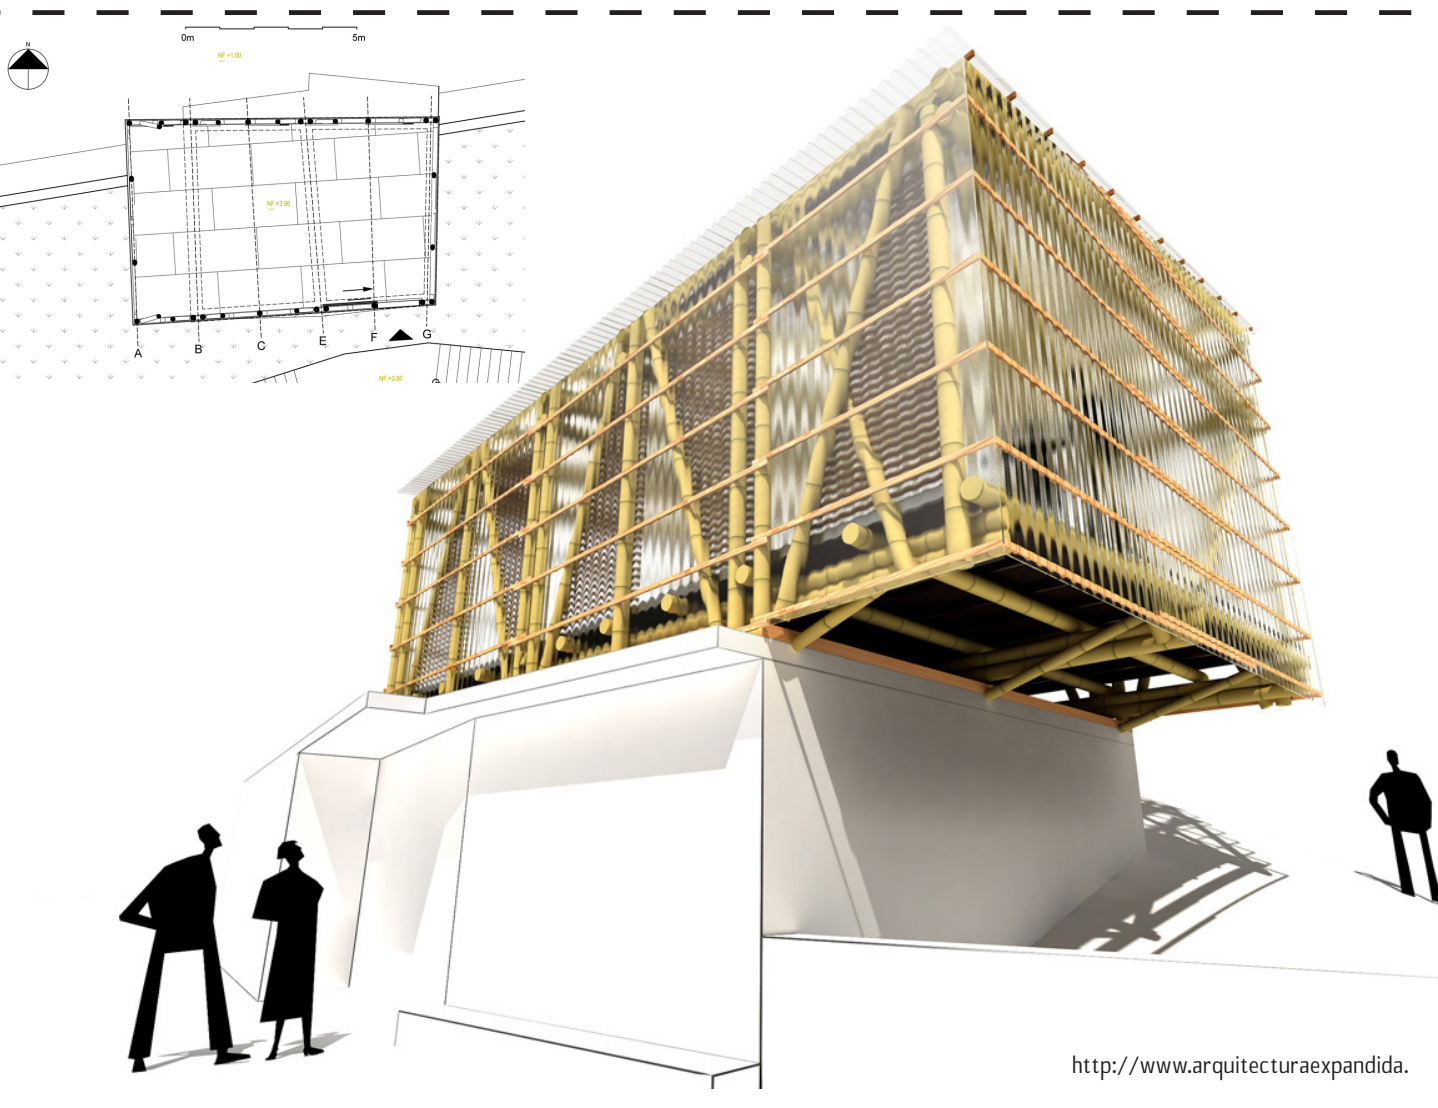 0m 5m
N
NF.+1.00
NF.+3.90
A B C E F G
NF.+3.50
http://www.arquitecturaexpandida.